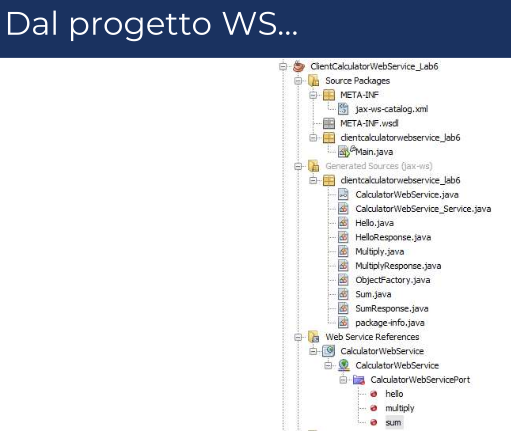 Dal progetto WS...
ClientCalculatorWebService_Lab6
Source Packages
META-INF
jax-ws-catalog.xml
META-INF.wsdl
clientcalculatorwebservice_lab6
Main.java
Generated Sources (jax-ws)
clientcalculatorwebservice_lab6
CalculatorWebService.java
CalculatorWebService_Service.java
Hello.java
HelloResponse.java
Multiply.java
MultiplyResponse.java
ObjectFactory.java
Sum.java
SumResponse.java
package-info.java
Web Service References
CalculatorWebService
CalculatorWebService
CalculatorWebServicePort
hello
multiply
sum